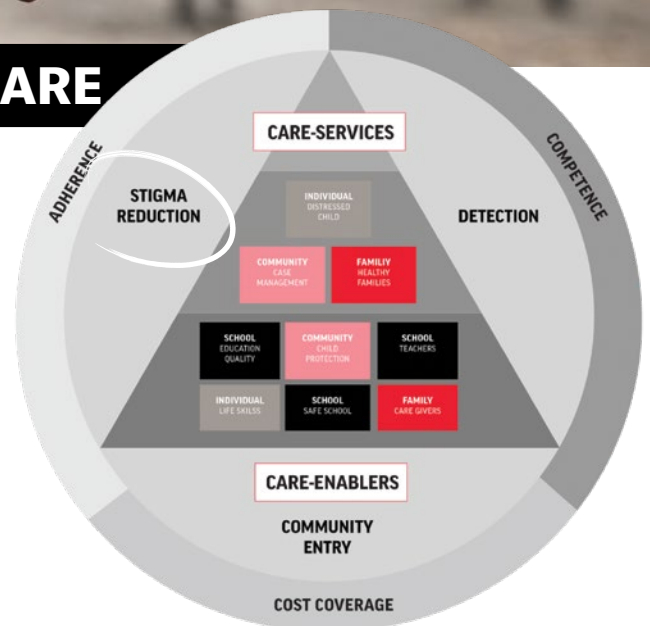 ARE
CARE-SERVICES
ADHERENCE
COMPETENCE
STIGMA
REDUCTION
DETECTION
INDIVIDUAL
DISTRESSED
CHILD
COMMUNITY
CASE
MANAGEMENT
FAMILIY
HEALTHY
FAMILIES
SCHOOL
EDUCATION
QUALITY
COMMUNITY
CHILD
PROTECTION
SCHOOL
TEACHERS
INDIVIDUAL
LIFE SKILSS
SCHOOL
SAFE SCHOOL
FAMILY
CARE GIVERS
CARE-ENABLERS
COMMUNITY
ENTRY
COST COVERAGE